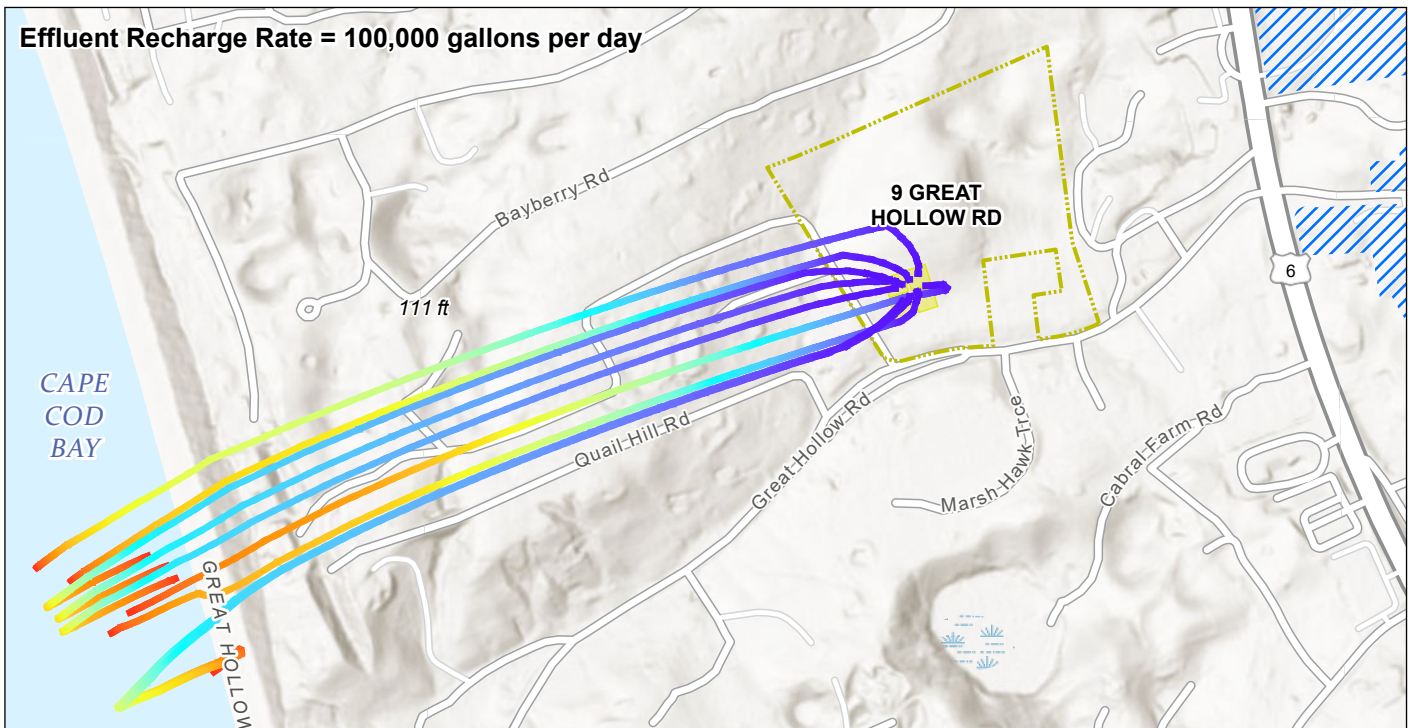 Effluent Recharge Rate = 100,000 gallons per day
9 GREAT
HOLLOW RD
Bayberry Rd
6
111 ft
CAPE
COD
BAY
Quail Hill Rd
Great Hollow Rd
Marsh Hawk Trce
Cabral Farm Rd
GREAT HOLLOW